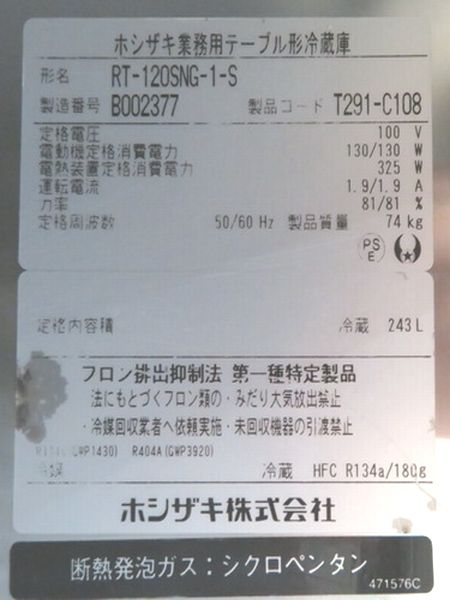 ホシザキ業務用テーブル形冷蔵庫
形名 RT-120SNG-1-S
製造番号 B002377 製品コード T291-C108
定格電圧 100 V
電動機定格消費電力 130/130 W
電熱装置定格消費電力 325 W
運転電流 1.9/1.9 A
力率 81/81 %
定格周波数 50/60 Hz 製品質量 74 kg
PS
E
定格内容積 冷蔵 243 L
フロン排出抑制法 第一種特定製品
法にもとづくフロン類の・みだり大気放出禁止
・冷媒回収業者へ依頼実施・未回収機器の引渡禁止
(GWP1430) R404A(GWP3920)
冷蔵 HFC R134a/180g
ホシザキ株式会社
断熱発泡ガス：シクロペンタン
471576C